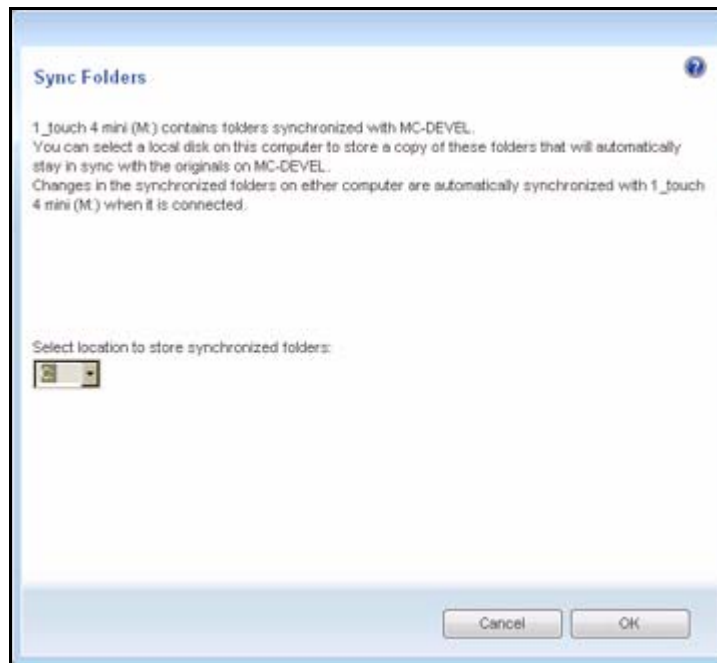 Sync Folders
1_touch 4 mini (M:) contains folders synchronized with MC-DEVEL.
You can select a local disk on this computer to store a copy of these folders that will automatically
stay in sync with the originals on MC-DEVEL.
Changes in the synchronized folders on either computer are automatically synchronized with 1_touch
4 mini (M:) when it is connected.
Select location to store synchronized folders:
Cancel OK